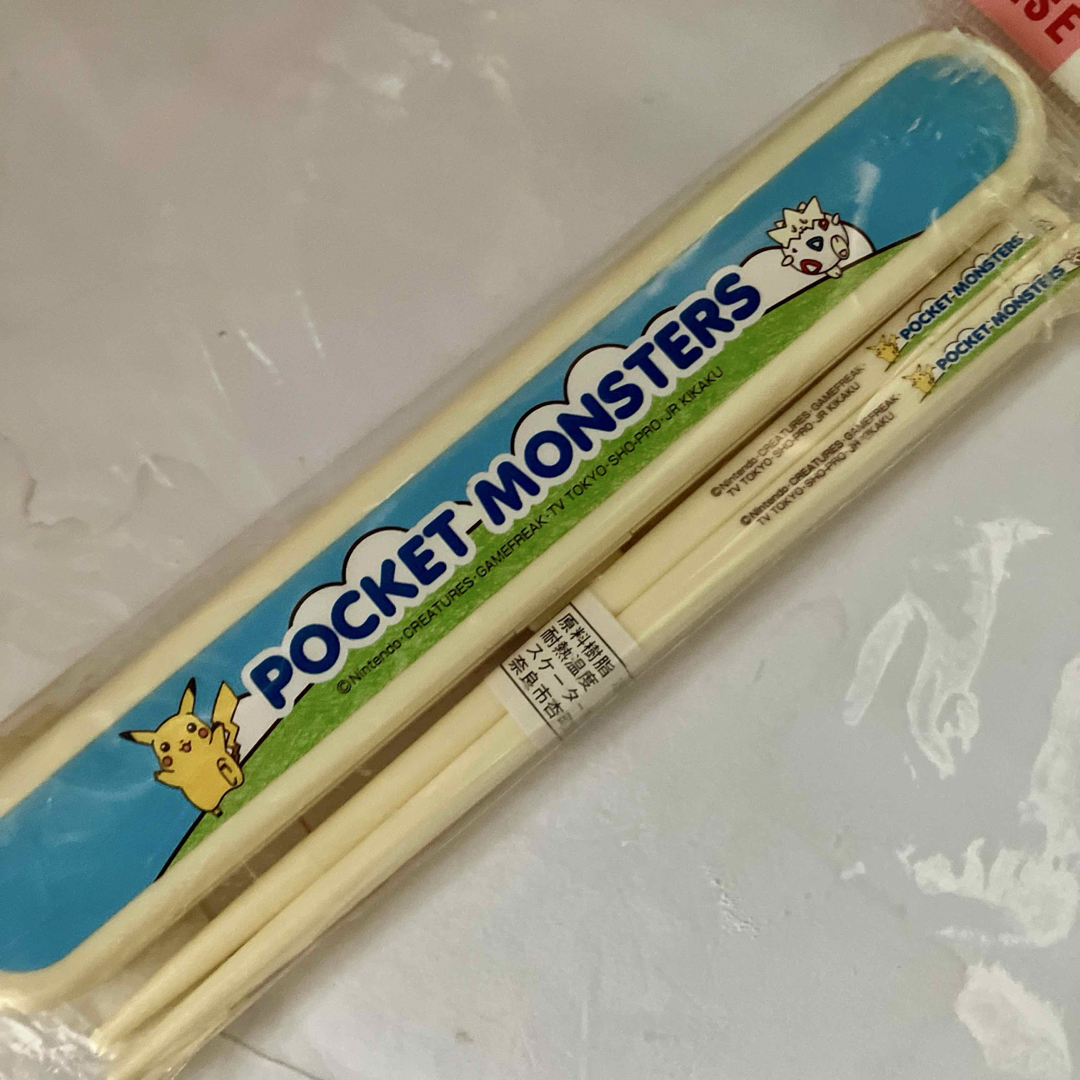 POCKET MONSTERS
©Nintendo・CREATURES・GAMEFREAK・TV TOKYO・SHO-PRO・JR KIKAKU
POCKET MONSTERS
©Nintendo・CREATURES・GAMEFREAK・
TV TOKYO・SHO-PRO・JR KIKAKU
POCKET MONSTERS
©Nintendo・CREATURES・GAMEFREAK・
TV TOKYO・SHO-PRO・JR KIKAKU
原料樹脂
耐熱温度
スケーター
奈良市杏